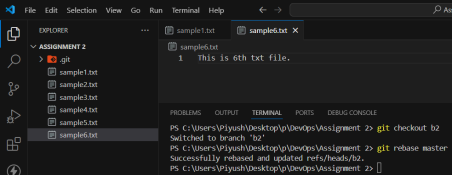 File Edit Selection View Go Run Terminal Help
EXPLORER
ASSIGNMENT 2
.git
sample1.txt
sample2.txt
sample3.txt
sample4.txt
sample5.txt
sample6.txt
sample1.txt sample6.txt
sample6.txt
1 This is 6th txt file.
PROBLEMS OUTPUT TERMINAL PORTS DEBUG CONSOLE
PS C:\Users\Piyush\Desktop\p\DevOps\Assignment 2> git checkout b2
Switched to branch 'b2'
PS C:\Users\Piyush\Desktop\p\DevOps\Assignment 2> git rebase master
Successfully rebased and updated refs/heads/b2.
PS C:\Users\Piyush\Desktop\p\DevOps\Assignment 2>